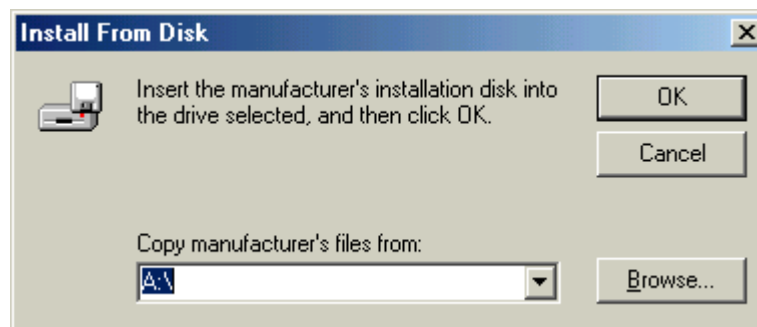 Install From Disk
Insert the manufacturer's installation disk into
the drive selected, and then click OK.
OK
Cancel
Copy manufacturer's files from:
A:\
Browse...